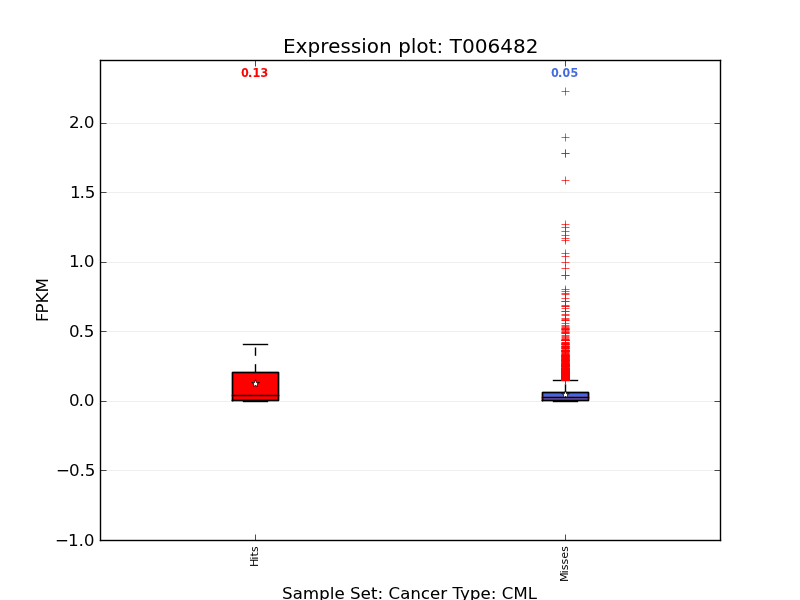 Expression plot: T006482
0.13
0.05
2.0
1.5
1.0
0.5
0.0
−0.5
−1.0
FPKM
Hits
Misses
Sample Set: Cancer Type: CML